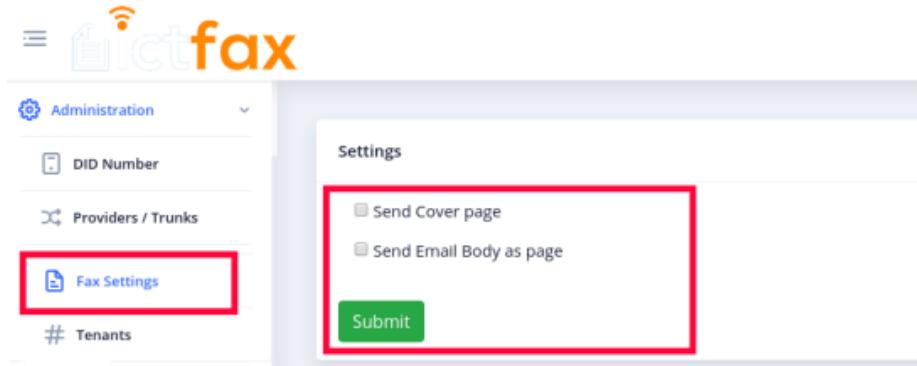 ictfax
Administration
DID Number
Providers / Trunks
Fax Settings
Tenants
Settings
Send Cover page
Send Email Body as page
Submit